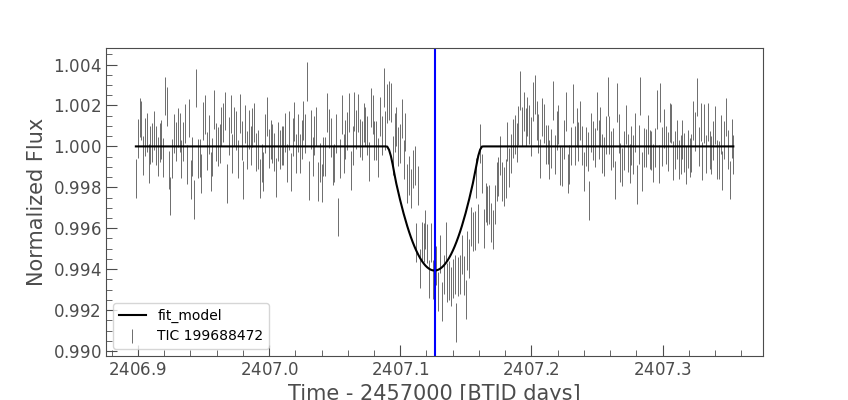 1.004
1.002
1.000
0.998
0.996
0.994
0.992
0.990
Normalized Flux
fit_model
TIC 199688472
2406.9 2407.0 2407.1 2407.2 2407.3
Time - 2457000 [BTJD days]